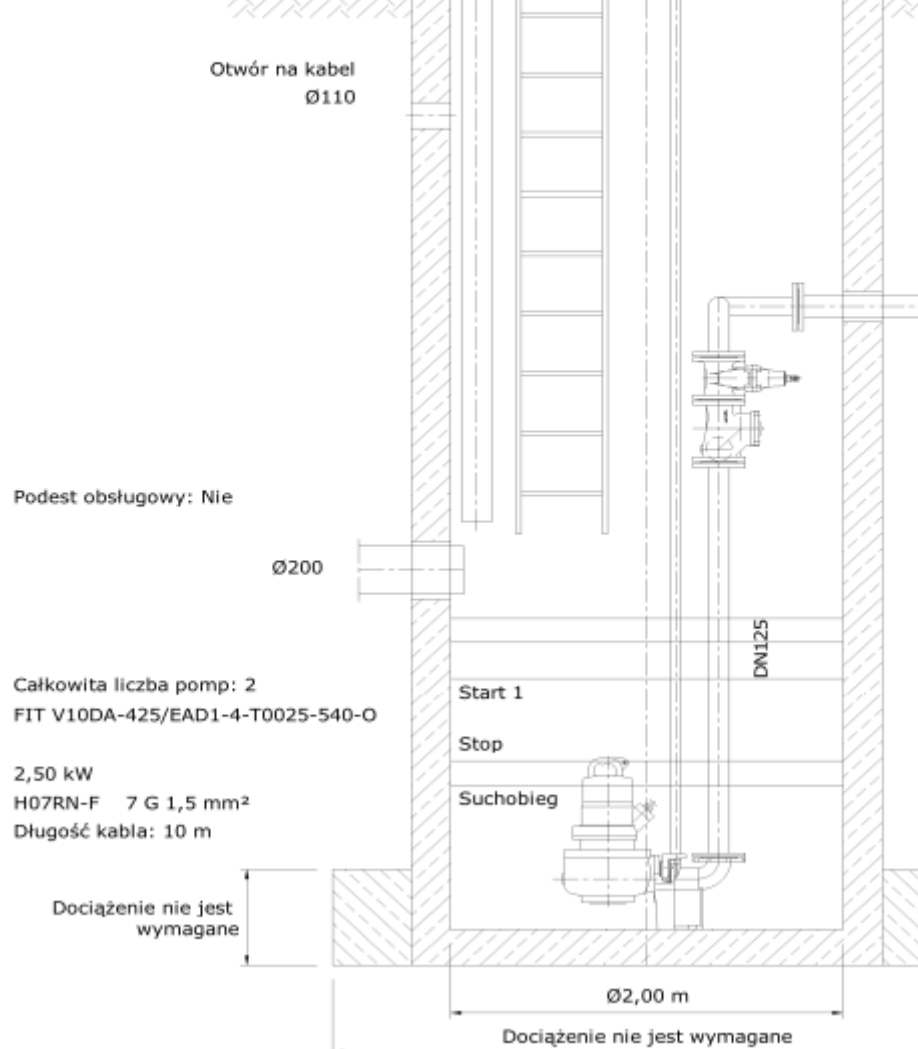 Otwór na kabel
Ø110
Podest obsługowy: Nie
Ø200
DN125
Całkowita liczba pomp: 2
FIT V10DA-425/EAD1-4-T0025-540-O
Start 1
Stop
2,50 kW
H07RN-F 7 G 1,5 mm²
Suchobieg
Długość kabla: 10 m
Dociążenie nie jest
wymagane
Ø2,00 m
Dociążenie nie jest wymagane